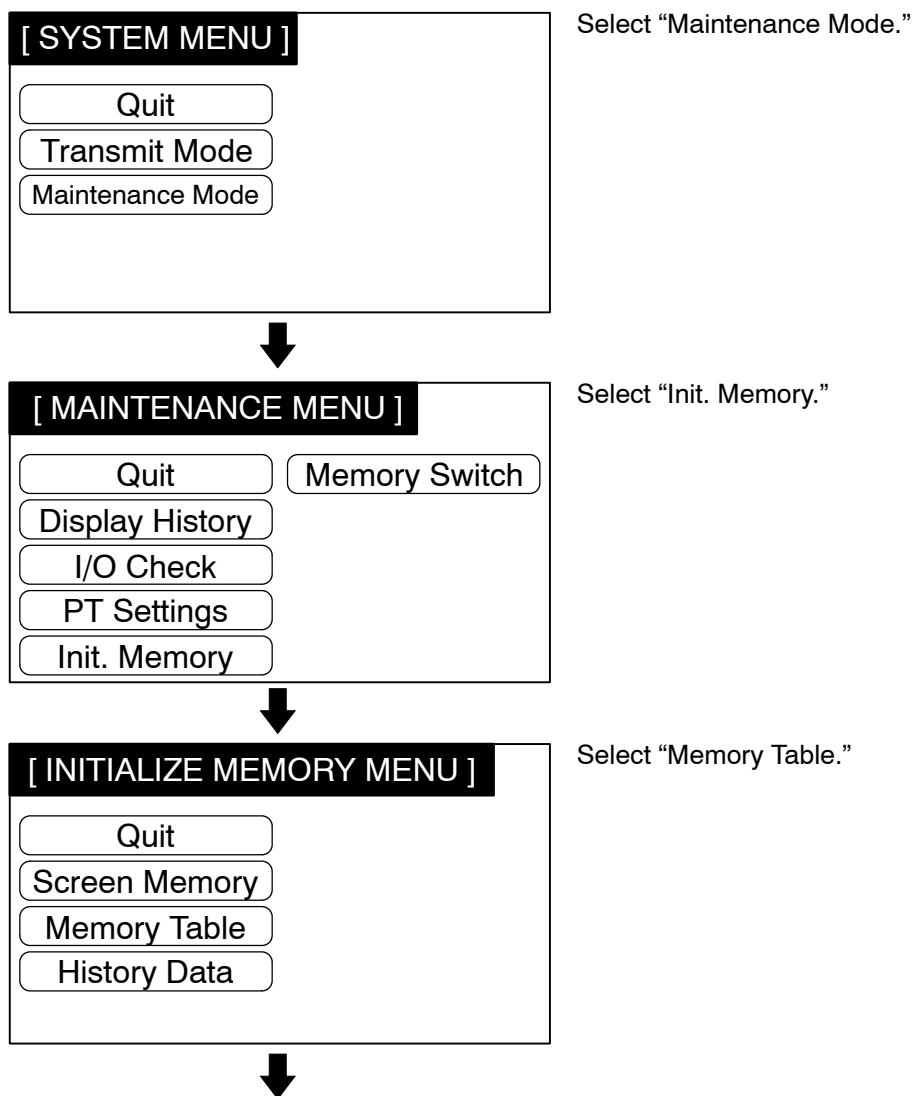 [ SYSTEM MENU ]
Select “Maintenance Mode.”
Quit
Transmit Mode
Maintenance Mode
[ MAINTENANCE MENU ]
Select “Init. Memory.”
Quit
Memory Switch
Display History
I/O Check
PT Settings
Init. Memory
[ INITIALIZE MEMORY MENU ]
Select “Memory Table.”
Quit
Screen Memory
Memory Table
History Data